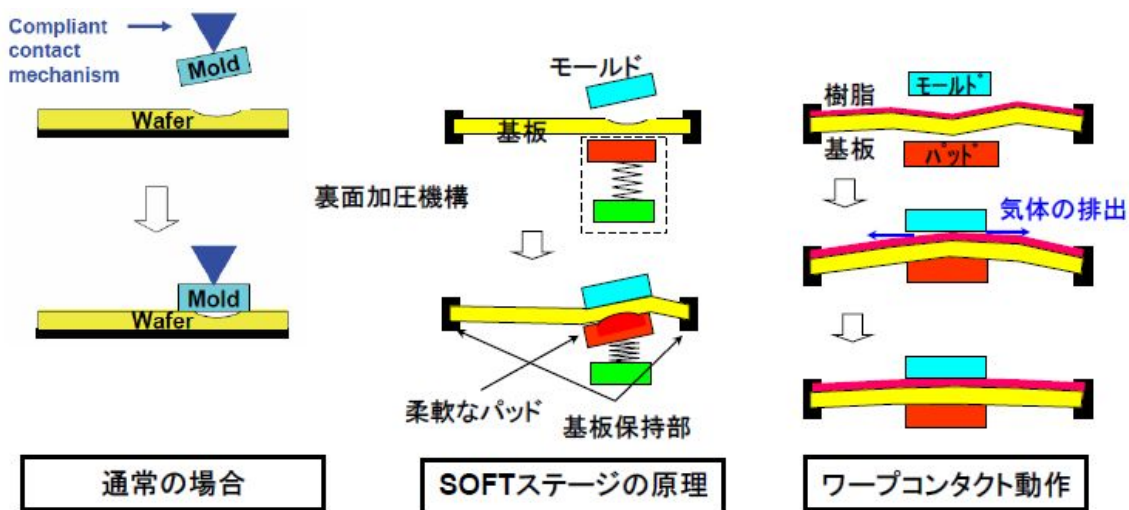 Compliant
contact
mechanism
Mold
Wafer
Mold
Wafer
通常の場合
モールド
基板
裏面加圧機構
柔軟なパッド
基板保持部
SOFTステージの原理
樹脂
モールド
基板
パッド
気体の排出
ワープコンタクト動作